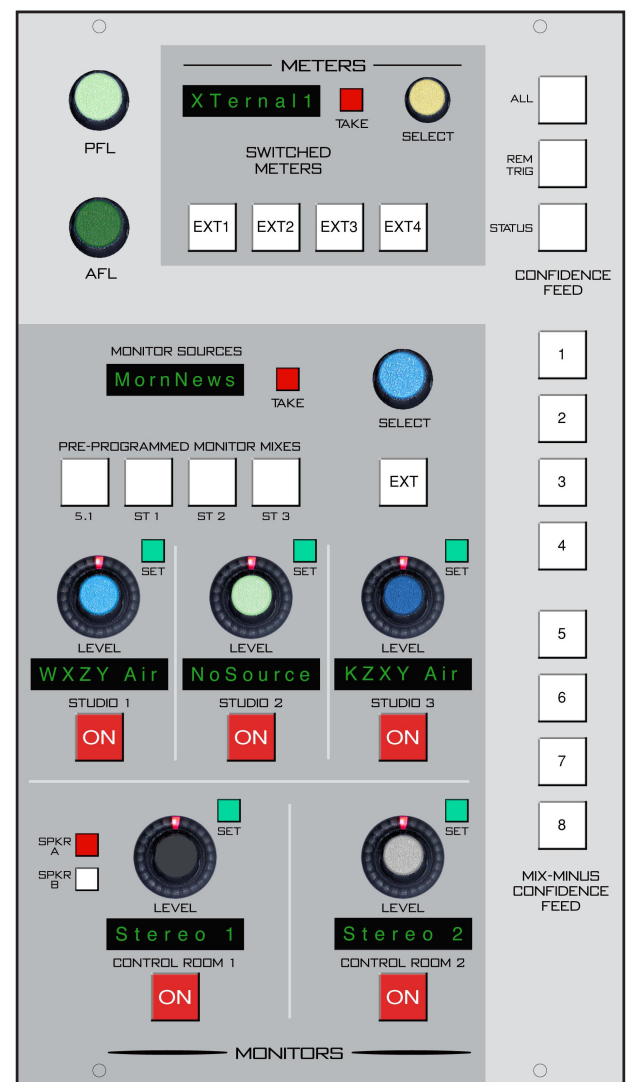 METERS
XTernal1
TAKE
SELECT
PFL
SWITCHED
METERS
EXT1 EXT2 EXT3 EXT4
AFL
ALL
REM
TRIG
STATUS
CONFIDENCE
FEED
MONITOR SOURCES
MornNews
TAKE
SELECT
PRE-PROGRAMMED MONITOR MIXES
5.1 ST 1 ST 2 ST 3
EXT
SET SET SET
LEVEL LEVEL LEVEL
WXZY Air NoSource KZXY Air
STUDIO 1 STUDIO 2 STUDIO 3
ON ON ON
SPKR
A
SPKR
B
SET SET
LEVEL LEVEL
Stereo 1 Stereo 2
CONTROL ROOM 1 CONTROL ROOM 2
ON ON
MONITORS
1
2
3
4
5
6
7
8
MIX-MINUS
CONFIDENCE
FEED